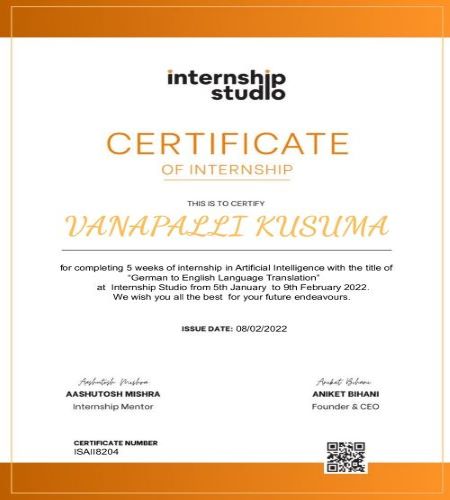 internship
studio
CERTIFICATE
OF INTERNSHIP
THIS IS TO CERTIFY
VANAPALLI KUSUMA
for completing 5 weeks of internship in Artificial Intelligence with the title of
“German to English Language Translation”
at Internship Studio from 5th January to 9th February 2022.
We wish you all the best for your future endeavours.
ISSUE DATE: 08/02/2022
Aashutosh Mishra
Aniket Bihani
AASHUTOSH MISHRA
ANIKET BIHANI
Internship Mentor
Founder & CEO
CERTIFICATE NUMBER
ISAII8204